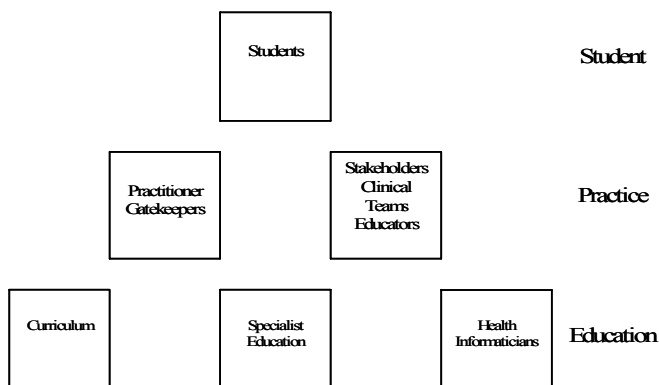 Students
Student
Practitioner
Gatekeepers
Stakeholders
Clinical
Teams
Educators
Practice
Curriculum
Specialist
Education
Health
Informaticians
Education